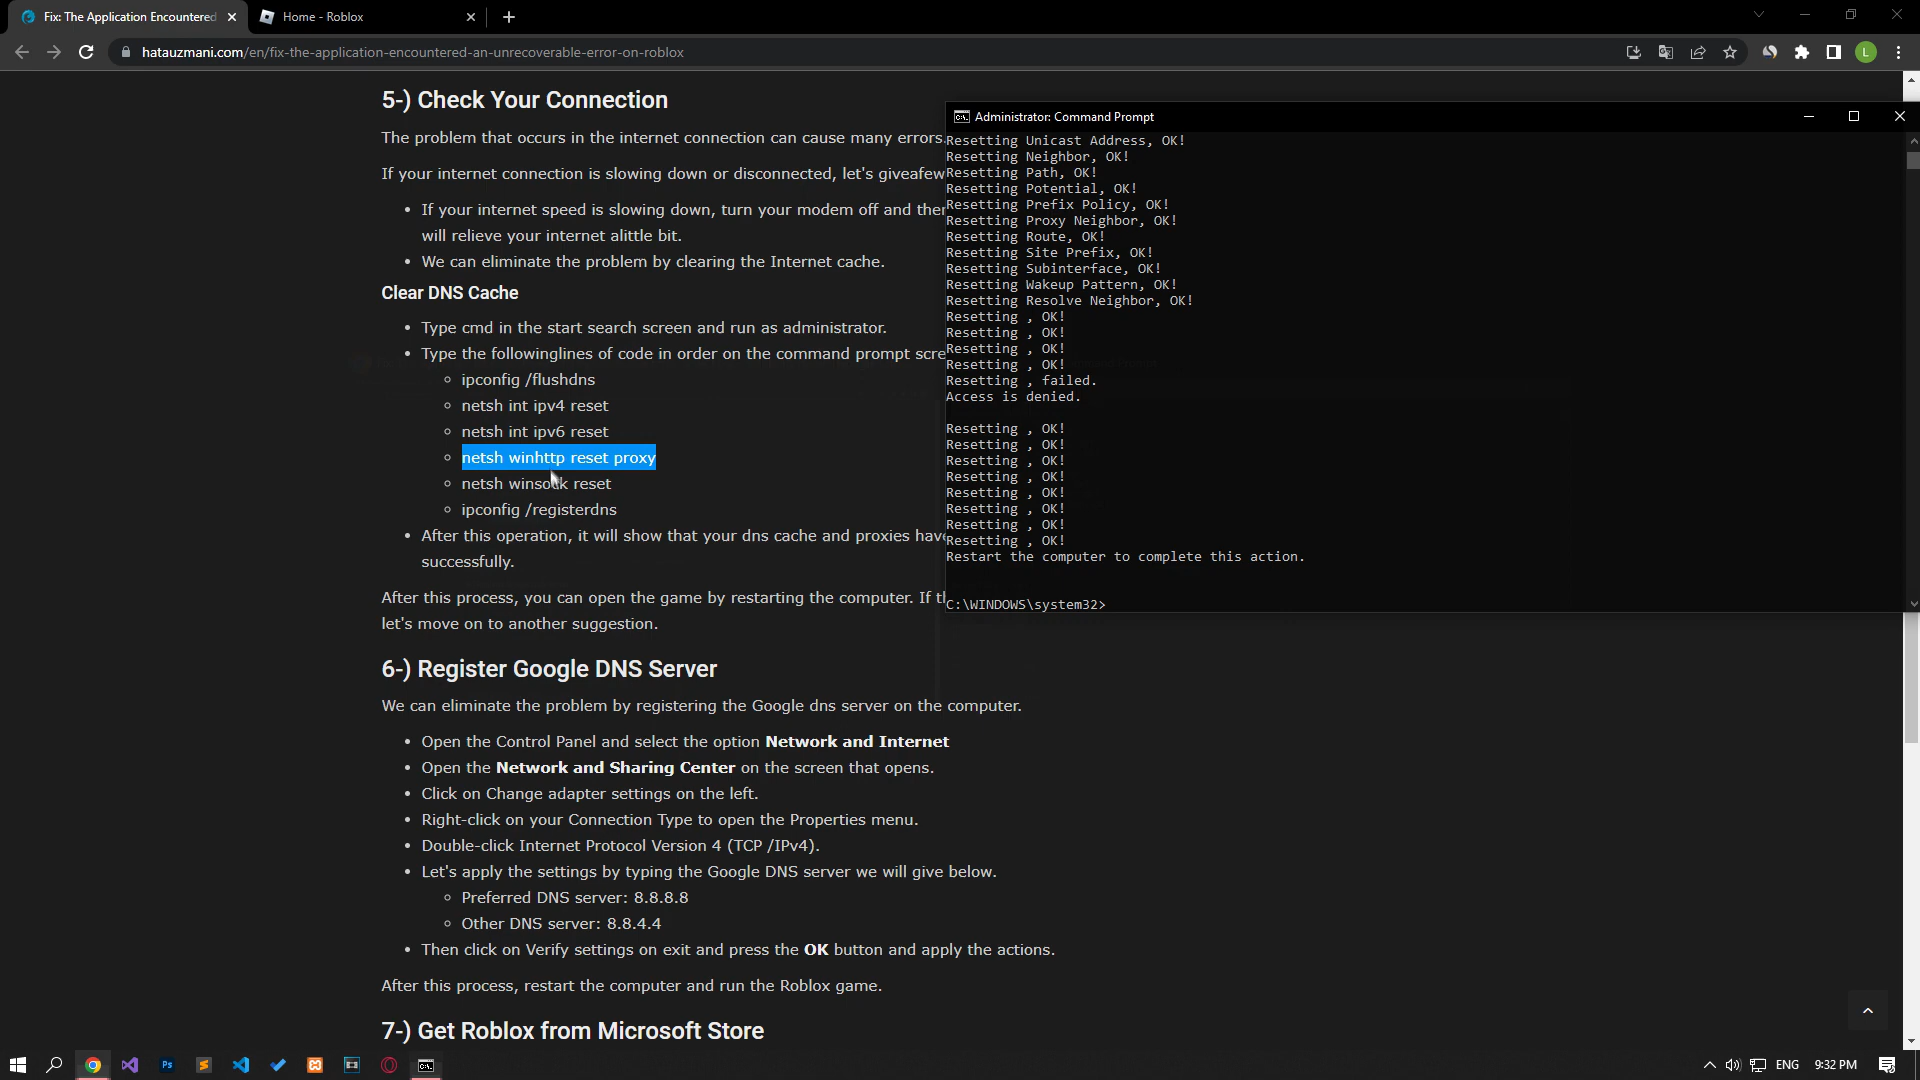 Fix: The Application Encountered
Home - Roblox
hatauzmani.com/en/fix-the-application-encountered-an-unrecoverable-error-on-roblox
L
5-) Check Your Connection
The problem that occurs in the internet connection can cause many errors.
If your internet connection is slowing down or disconnected, let's giveafew
If your internet speed is slowing down, turn your modem off and then
will relieve your internet alittle bit.
We can eliminate the problem by clearing the Internet cache.
Clear DNS Cache
Type cmd in the start search screen and run as administrator.
Type the followinglines of code in order on the command prompt scre
ipconfig /flushdns
netsh int ipv4 reset
netsh int ipv6 reset
netsh winhttp reset proxy
netsh winsock reset
ipconfig /registerdns
After this operation, it will show that your dns cache and proxies have
successfully.
After this process, you can open the game by restarting the computer. If th
let's move on to another suggestion.
6-) Register Google DNS Server
We can eliminate the problem by registering the Google dns server on the computer.
Open the Control Panel and select the option Network and Internet
Open the Network and Sharing Center on the screen that opens.
Click on Change adapter settings on the left.
Right-click on your Connection Type to open the Properties menu.
Double-click Internet Protocol Version 4 (TCP /IPv4).
Let's apply the settings by typing the Google DNS server we will give below.
Preferred DNS server: 8.8.8.8
Other DNS server: 8.8.4.4
Then click on Verify settings on exit and press the OK button and apply the actions.
After this process, restart the computer and run the Roblox game.
7-) Get Roblox from Microsoft Store
Administrator: Command Prompt
Resetting Unicast Address, OK!
Resetting Neighbor, OK!
Resetting Path, OK!
Resetting Potential, OK!
Resetting Prefix Policy, OK!
Resetting Proxy Neighbor, OK!
Resetting Route, OK!
Resetting Site Prefix, OK!
Resetting Subinterface, OK!
Resetting Wakeup Pattern, OK!
Resetting Resolve Neighbor, OK!
Resetting , OK!
Resetting , OK!
Resetting , OK!
Resetting , OK!
Resetting , failed.
Access is denied.
Resetting , OK!
Resetting , OK!
Resetting , OK!
Resetting , OK!
Resetting , OK!
Resetting , OK!
Resetting , OK!
Resetting , OK!
Restart the computer to complete this action.
C:\WINDOWS\system32>
Ps
ENG
9:32 PM